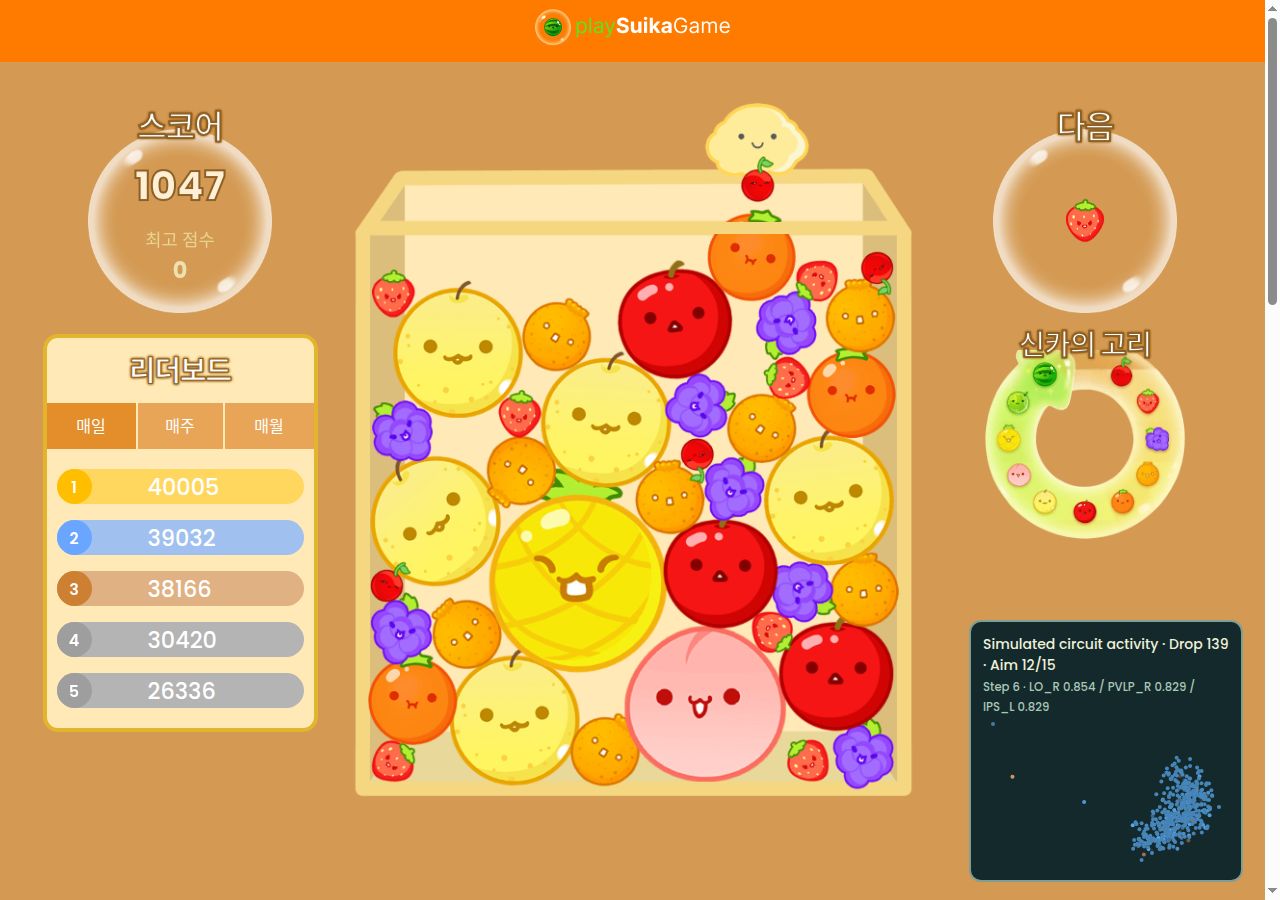 playSuikaGame
스코어
1047
최고 점수
0
다음
신카의 고리
리더보드
매일 매주 매월
1 40005
2 39032
3 38166
4 30420
5 26336
Simulated circuit activity · Drop 139
· Aim 12/15
Step 6 · LO_R 0.854 / PVLP_R 0.829 /
IPS_L 0.829